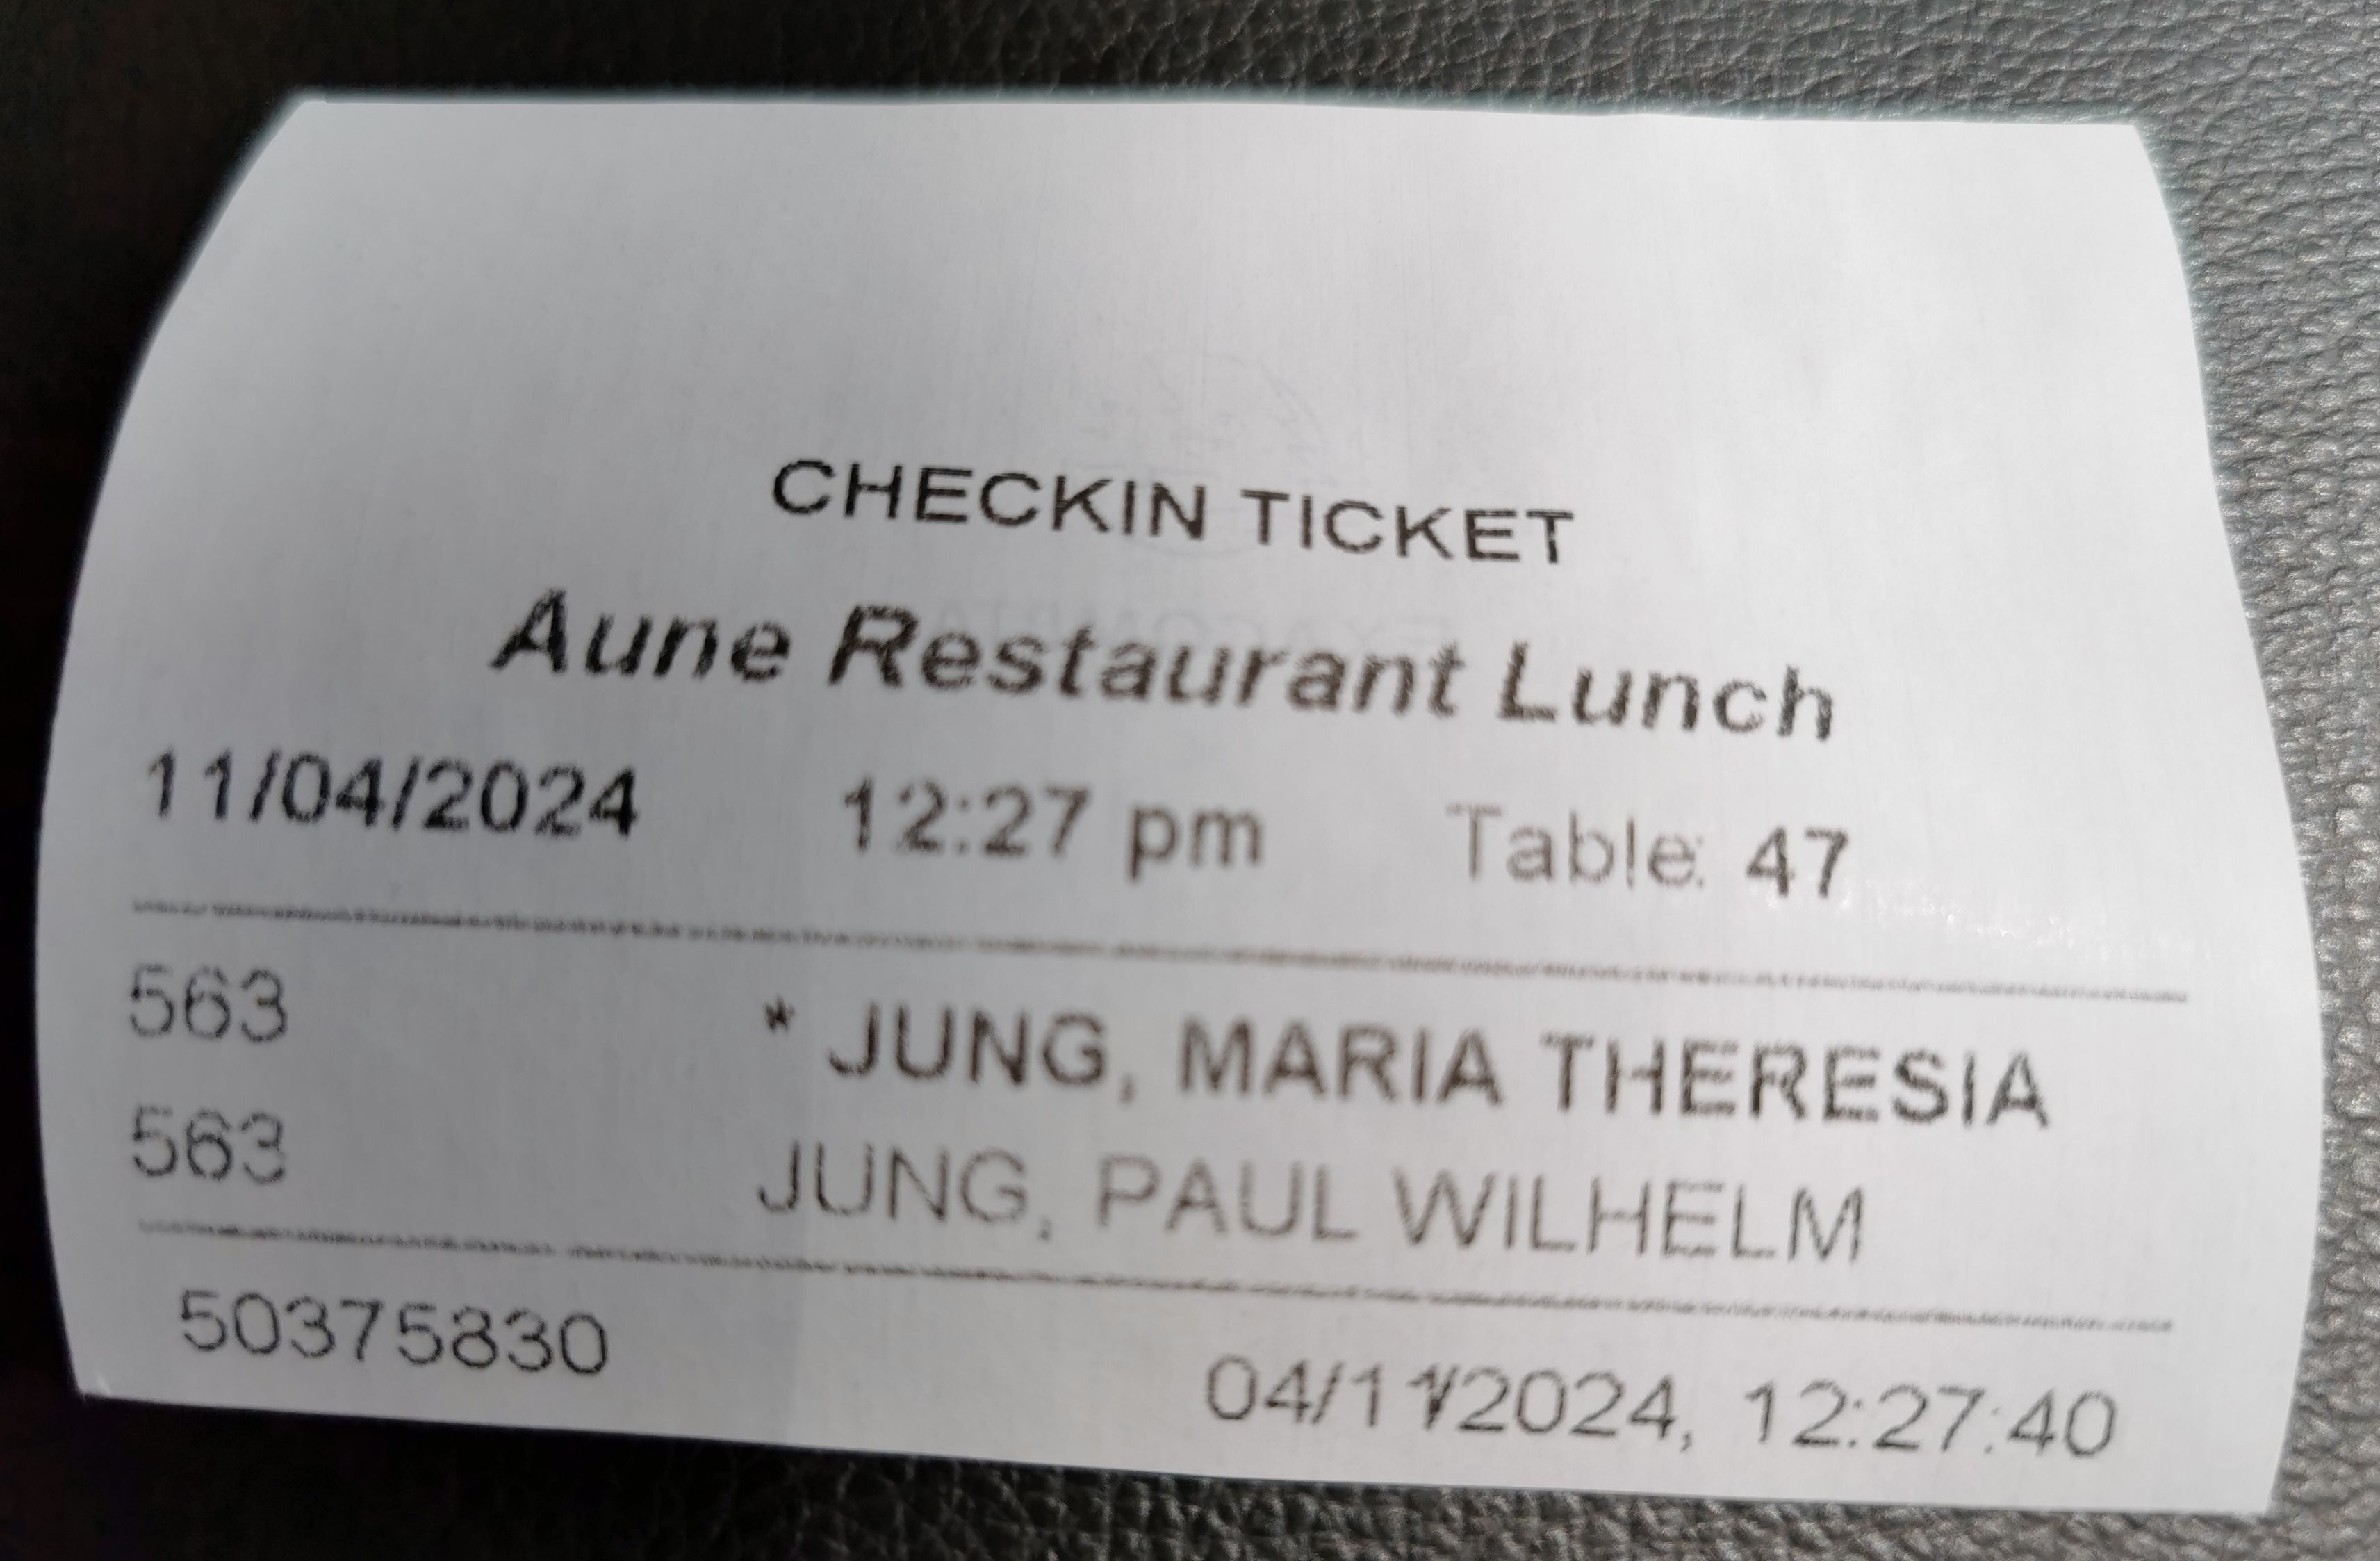 CHECKIN TICKET
Aune Restaurant Lunch
11/04/2024 12:27 pm Table: 47
563 * JUNG, MARIA THERESIA
563 JUNG, PAUL WILHELM
50375830 04/11/2024, 12:27:40